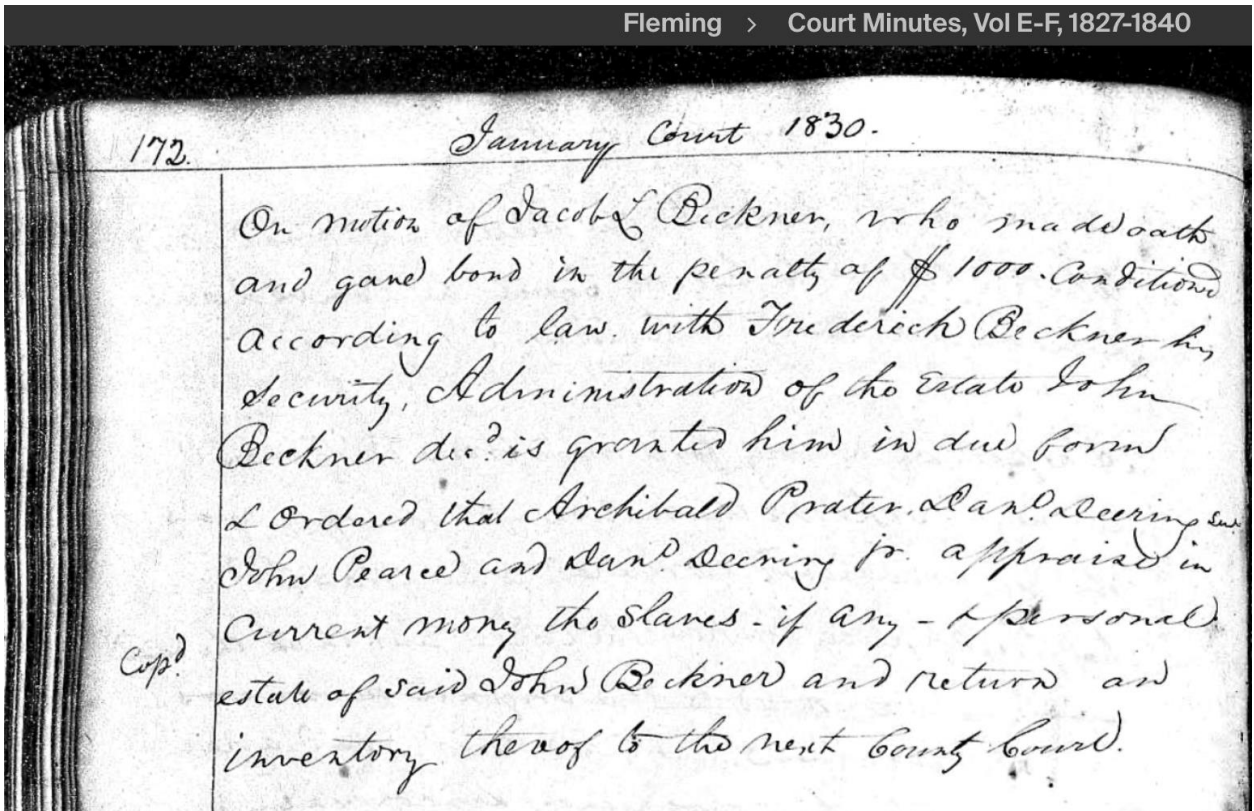 Fleming > Court Minutes, Vol E-F, 1827-1840
172. January Court 1830.
On motion of Jacob L Beckner, who made oath
and gave bond in the penalty of $1000. Conditioned
according to law. with Frederick Beckner his
Security, Administration of the Estate John
Beckner decd. is granted him in due form
& Ordered that Archibald Prater. Danl Deering Senr.
John Pearce and Danl Deering jr. appraise in
Current mony the Slaves - if any - & personal
Copd. estate of said John Beckner and return an
inventory thereof to the next County Court.